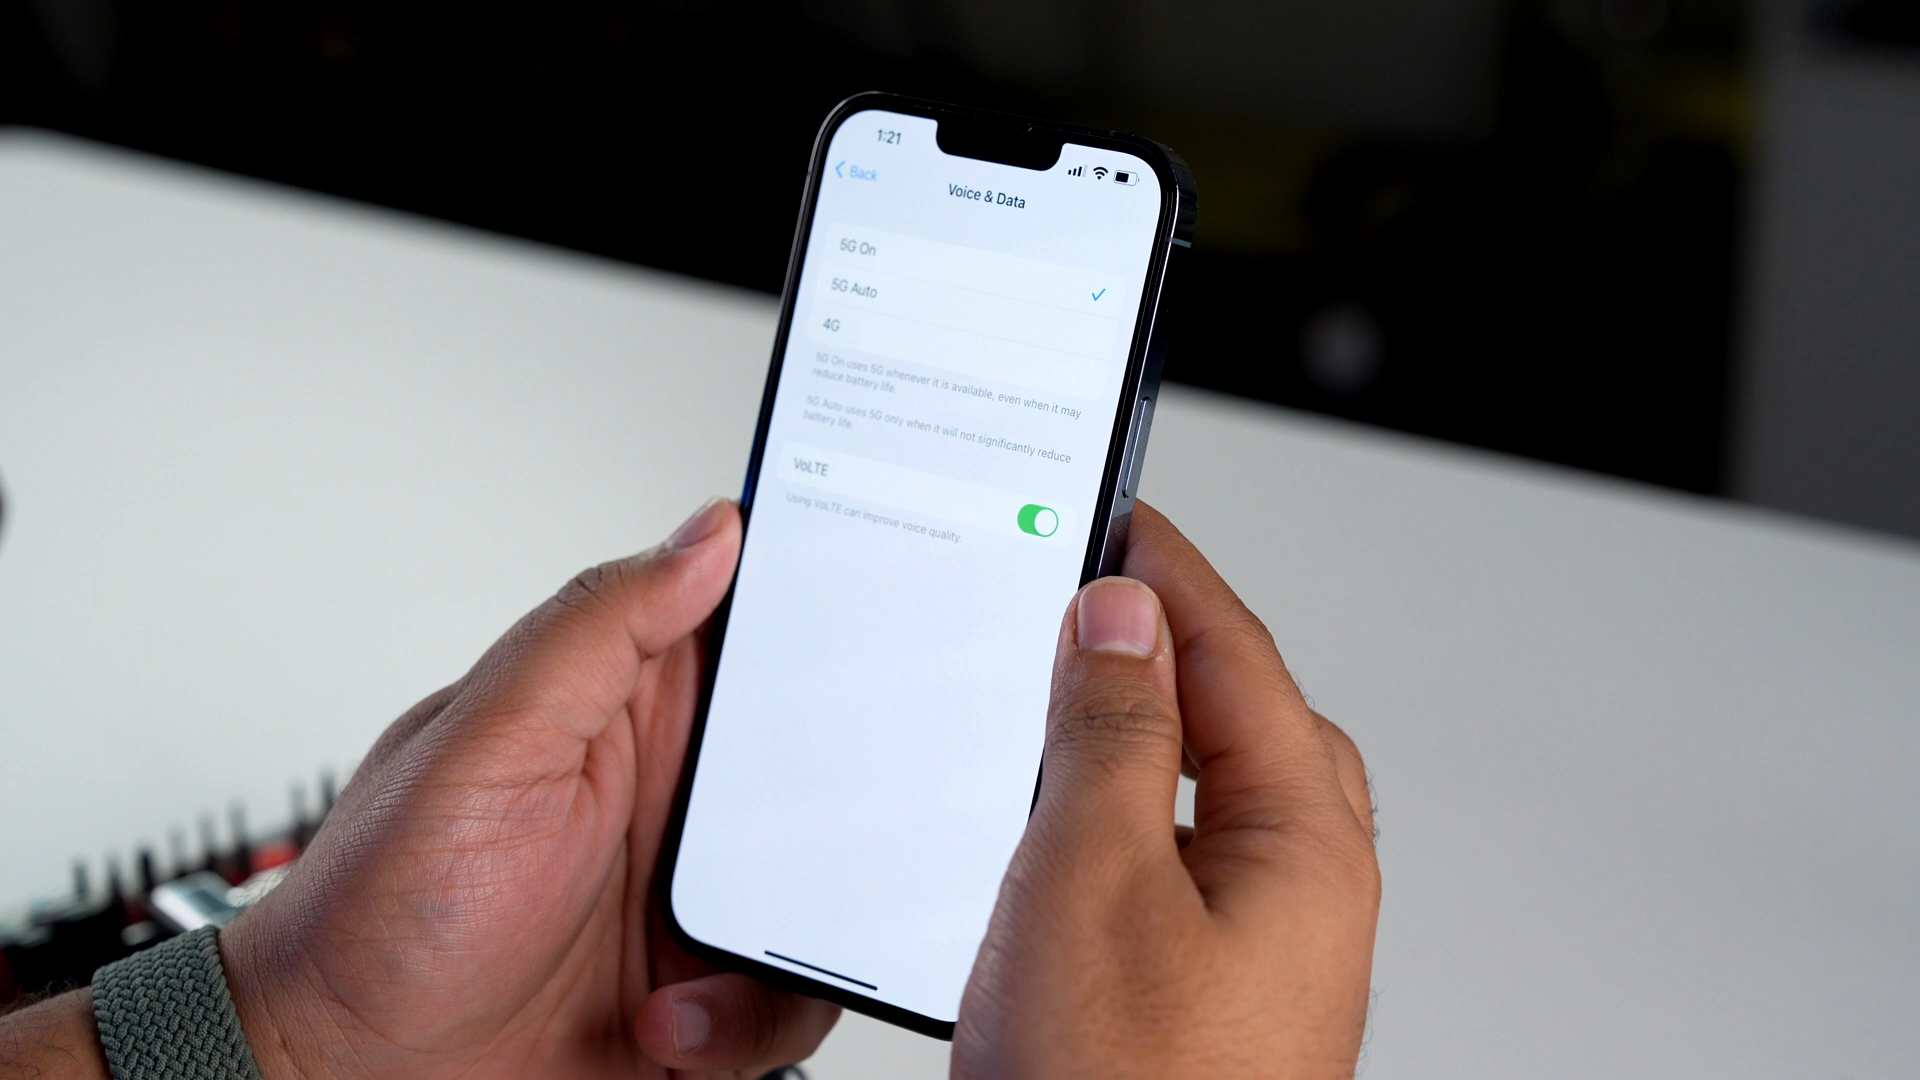 1:21
Back
Voice & Data
5G On
5G Auto
4G
5G On uses 5G whenever it is available, even when it may
reduce battery life.
5G Auto uses 5G only when it will not significantly reduce
battery life.
VoLTE
Using VoLTE can improve voice quality.